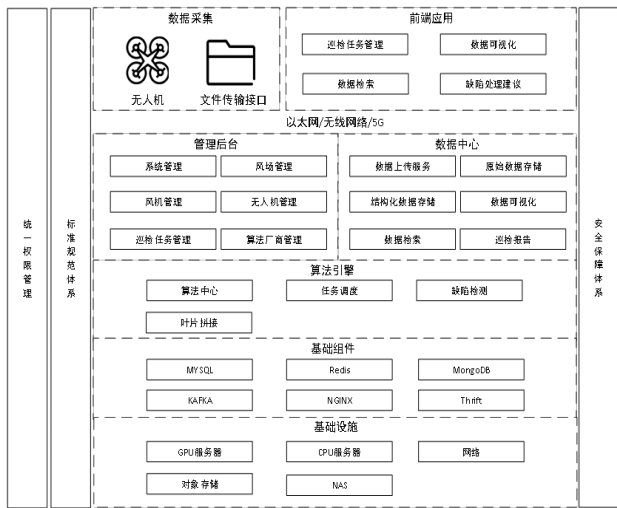 数据采集
无人机
文件传输接口
前端应用
巡检任务管理
数据可视化
数据检索
缺陷处理建议
以太网/无线网络/5G
管理后台
系统管理
风场管理
风机管理
无人机管理
巡检任务管理
算法厂商管理
数据中心
数据上传服务
原始数据存储
结构化数据存储
数据可视化
数据检索
巡检报告
算法引擎
算法中心
任务调度
缺陷检测
叶片拼接
基础组件
MYSQL
Redis
MongoDB
KAFKA
NGINX
Thrift
基础设施
GPU服务器
CPU服务器
网络
对象存储
NAS
统一权限管理
标准规范体系
安全保障体系